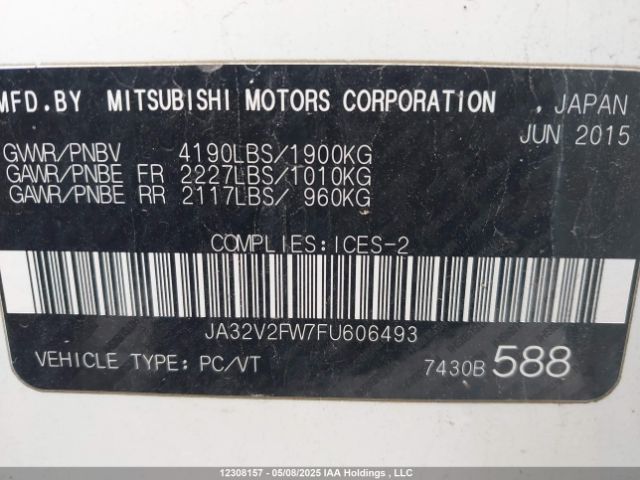 MFD.BY MITSUBISHI MOTORS CORPORATION , JAPAN
JUN 2015
GVWR/PNBV 4190LBS/1900KG
GAWR/PNBE FR 2227LBS/1010KG
GAWR/PNBE RR 2117LBS/ 960KG
COMPLIES:ICES-2
JA32V2FW7FU606493
VEHICLE TYPE: PC/VT 7430B 588
12308157 - 05/08/2025 IAA Holdings , LLC